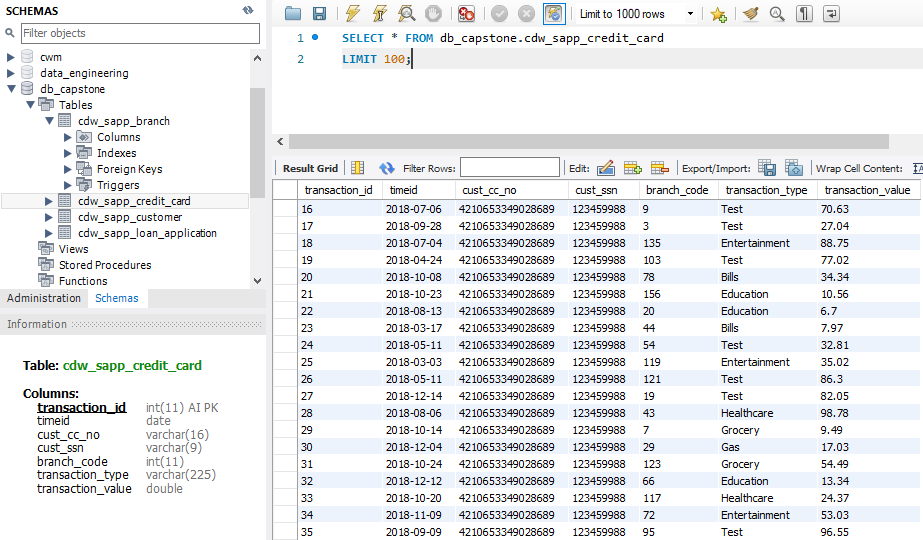 SCHEMAS
Filter objects
cwm
data_engineering
db_capstone
Tables
cdw_sapp_branch
Columns
Indexes
Foreign Keys
Triggers
cdw_sapp_credit_card
cdw_sapp_customer
cdw_sapp_loan_application
Views
Stored Procedures
Functions
Administration Schemas
Information
Table: cdw_sapp_credit_card
Columns:
transaction_id int(11) AI PK
timeid date
cust_cc_no varchar(16)
cust_ssn varchar(9)
branch_code int(11)
transaction_type varchar(225)
transaction_value double
Limit to 1000 rows
1 SELECT * FROM db_capstone.cdw_sapp_credit_card
2 LIMIT 100;
Result Grid Filter Rows: Edit: Export/Import: Wrap Cell Content:
transaction_id timeid cust_cc_no cust_ssn branch_code transaction_type transaction_value
16 2018-07-06 4210653349028689 123459988 9 Test 70.63
17 2018-09-28 4210653349028689 123459988 3 Test 27.04
18 2018-07-04 4210653349028689 123459988 135 Entertainment 88.75
19 2018-04-24 4210653349028689 123459988 103 Test 77.02
20 2018-10-08 4210653349028689 123459988 78 Bills 34.34
21 2018-10-23 4210653349028689 123459988 156 Education 10.56
22 2018-08-13 4210653349028689 123459988 20 Education 6.7
23 2018-03-17 4210653349028689 123459988 44 Bills 7.97
24 2018-05-11 4210653349028689 123459988 54 Test 32.81
25 2018-03-03 4210653349028689 123459988 119 Entertainment 35.02
26 2018-05-11 4210653349028689 123459988 121 Test 86.3
27 2018-12-14 4210653349028689 123459988 19 Test 82.05
28 2018-08-06 4210653349028689 123459988 43 Healthcare 98.78
29 2018-10-14 4210653349028689 123459988 7 Grocery 9.49
30 2018-12-04 4210653349028689 123459988 29 Gas 17.03
31 2018-10-24 4210653349028689 123459988 123 Grocery 54.49
32 2018-12-12 4210653349028689 123459988 66 Education 13.34
33 2018-10-20 4210653349028689 123459988 117 Healthcare 24.37
34 2018-11-09 4210653349028689 123459988 72 Entertainment 53.03
35 2018-09-09 4210653349028689 123459988 95 Test 96.55